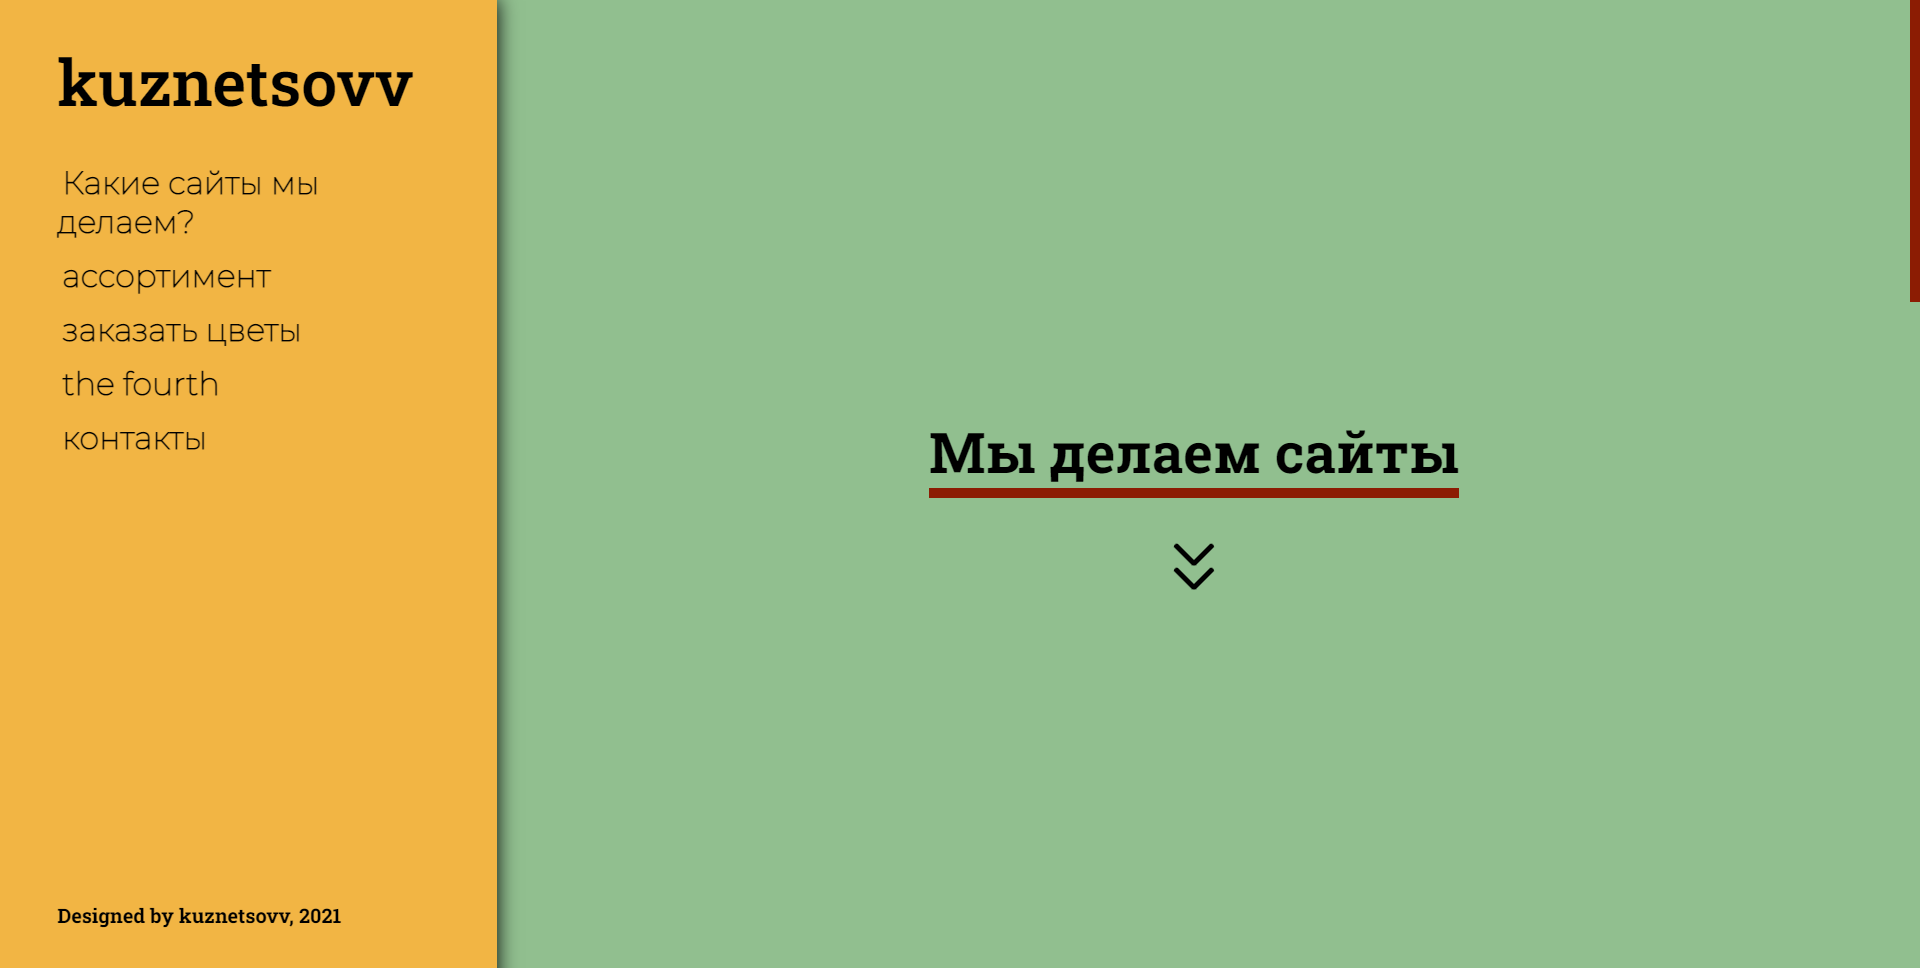 kuznetsovv
Какие сайты мы
делаем?
ассортимент
заказать цветы
the fourth
контакты
Мы делаем сайты
Designed by kuznetsovv, 2021